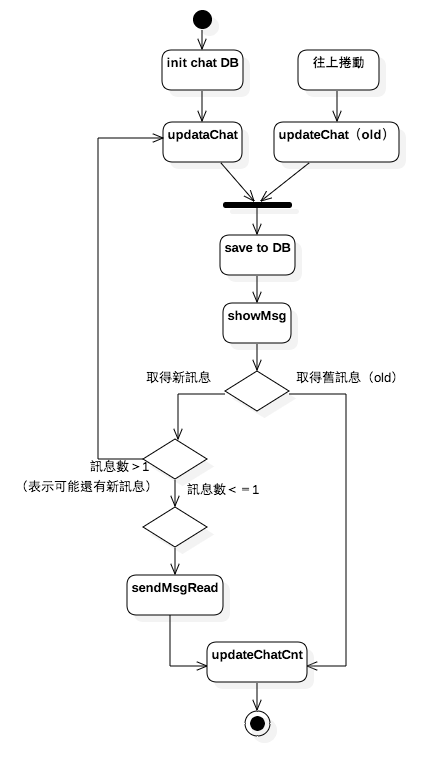 init chat DB
往上捲動
updataChat
updateChat（old）
save to DB
showMsg
取得新訊息
取得舊訊息（old）
訊息數＞1
（表示可能還有新訊息）
訊息數＜＝1
sendMsgRead
updateChatCnt